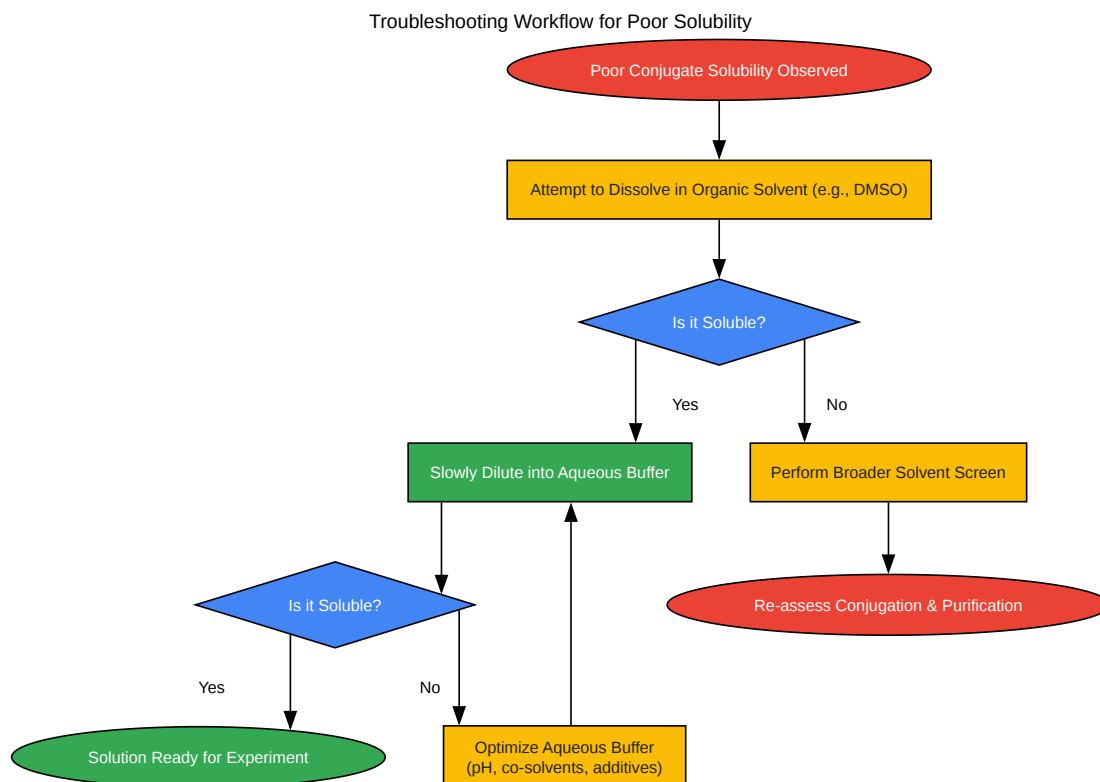 Troubleshooting Workflow for Poor Solubility
Poor Conjugate Solubility Observed
Attempt to Dissolve in Organic Solvent (e.g., DMSO)
Is it Soluble?
Yes
No
Slowly Dilute into Aqueous Buffer
Perform Broader Solvent Screen
Is it Soluble?
Re-assess Conjugation & Purification
Yes
No
Solution Ready for Experiment
Optimize Aqueous Buffer
(pH, co-solvents, additives)